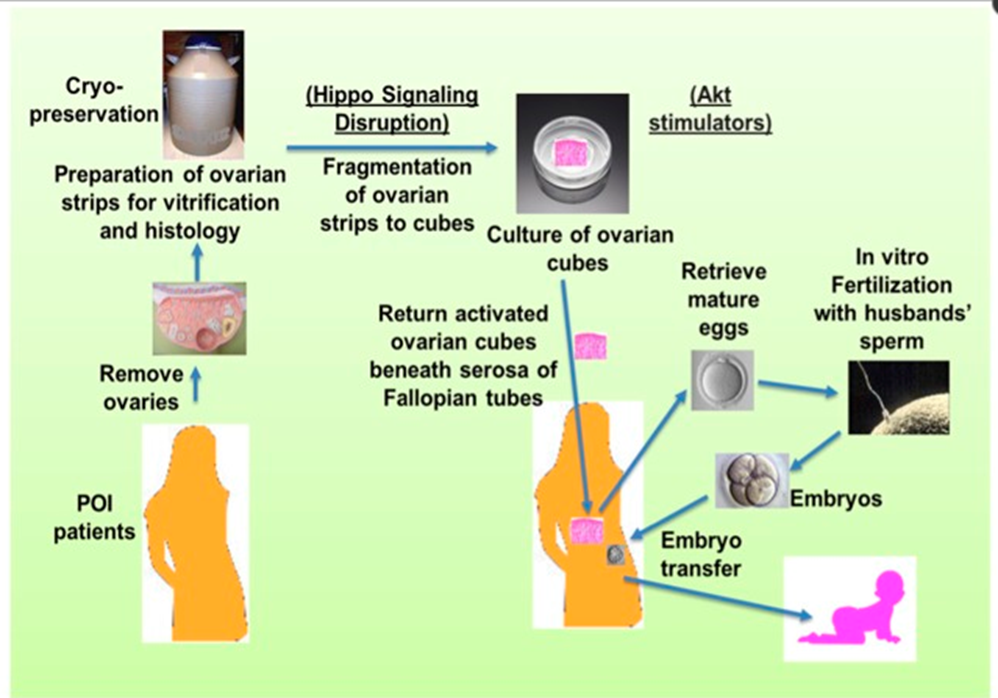 Cryo-
preservation
Preparation of ovarian
strips for vitrification
and histology
Remove
ovaries
POI
patients
(Hippo Signaling
Disruption)
Fragmentation
of ovarian
strips to cubes
(Akt
stimulators)
Culture of ovarian
cubes
Return activated
ovarian cubes
beneath serosa of
Fallopian tubes
Retrieve
mature
eggs
In vitro
Fertilization
with husbands’
sperm
Embryos
Embryo
transfer